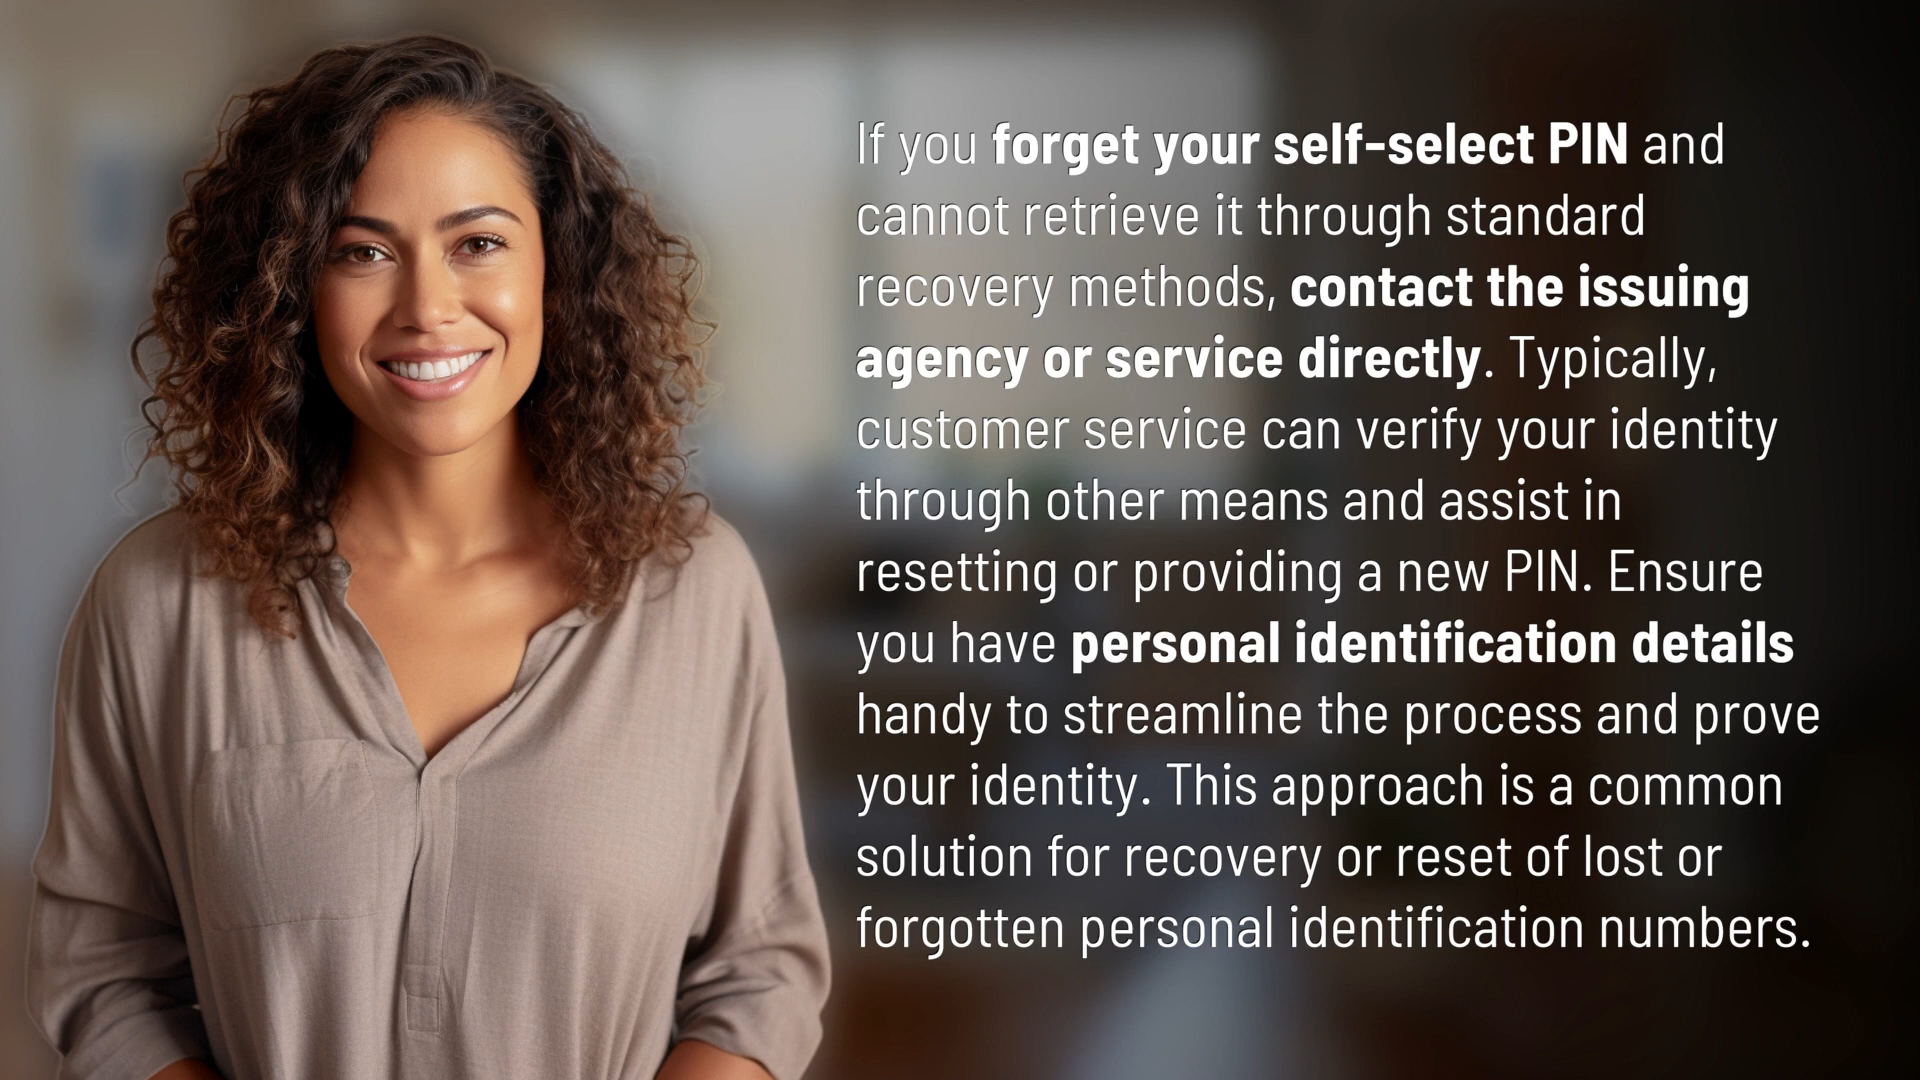 If you forget your self-select PIN and
cannot retrieve it through standard
recovery methods, contact the issuing
agency or service directly. Typically,
customer service can verify your identity
through other means and assist in
resetting or providing a new PIN. Ensure
you have personal identification details
handy to streamline the process and prove
your identity. This approach is a common
solution for recovery or reset of lost or
forgotten personal identification numbers.